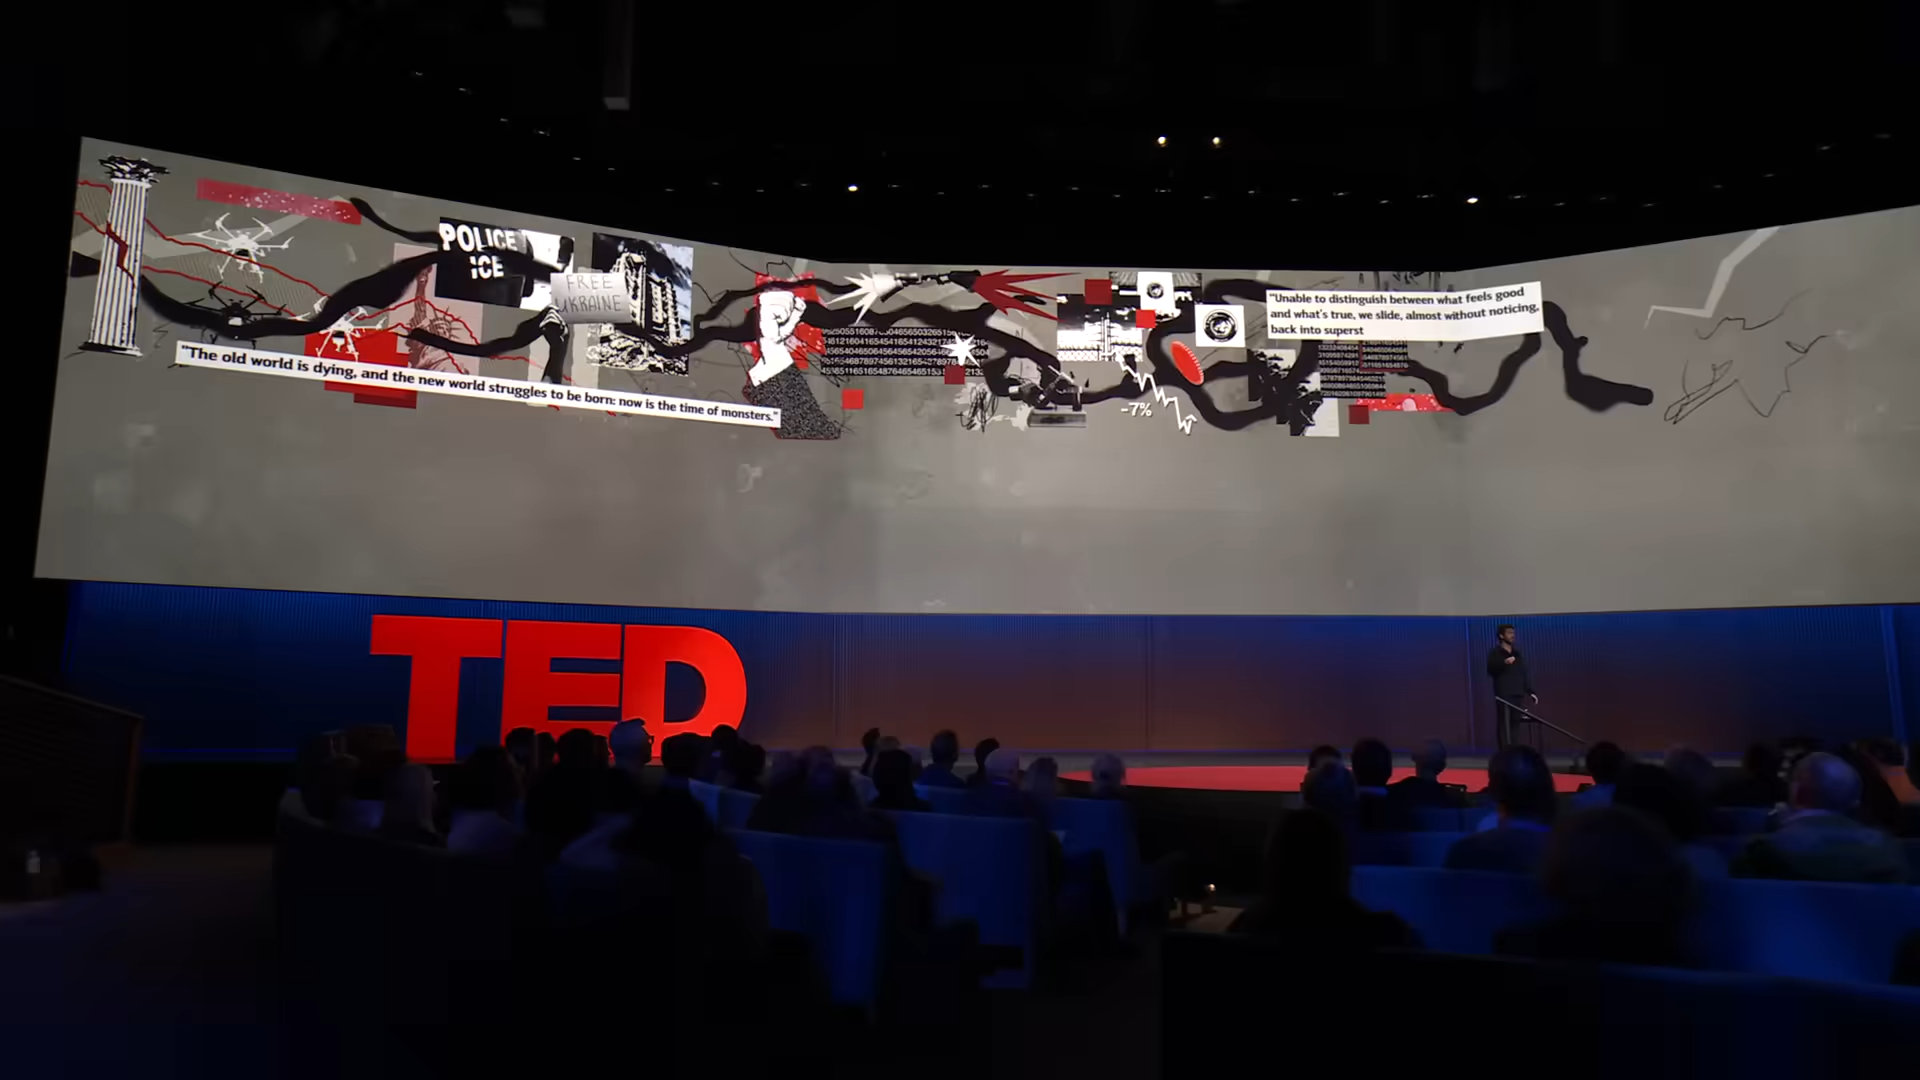 POLICE
ICE
FREE
UKRAINE
"The old world is dying, and the new world struggles to be born: now is the time of monsters."
-7%
"Unable to distinguish between what feels good
and what's true, we slide, almost without noticing,
back into superst
TED